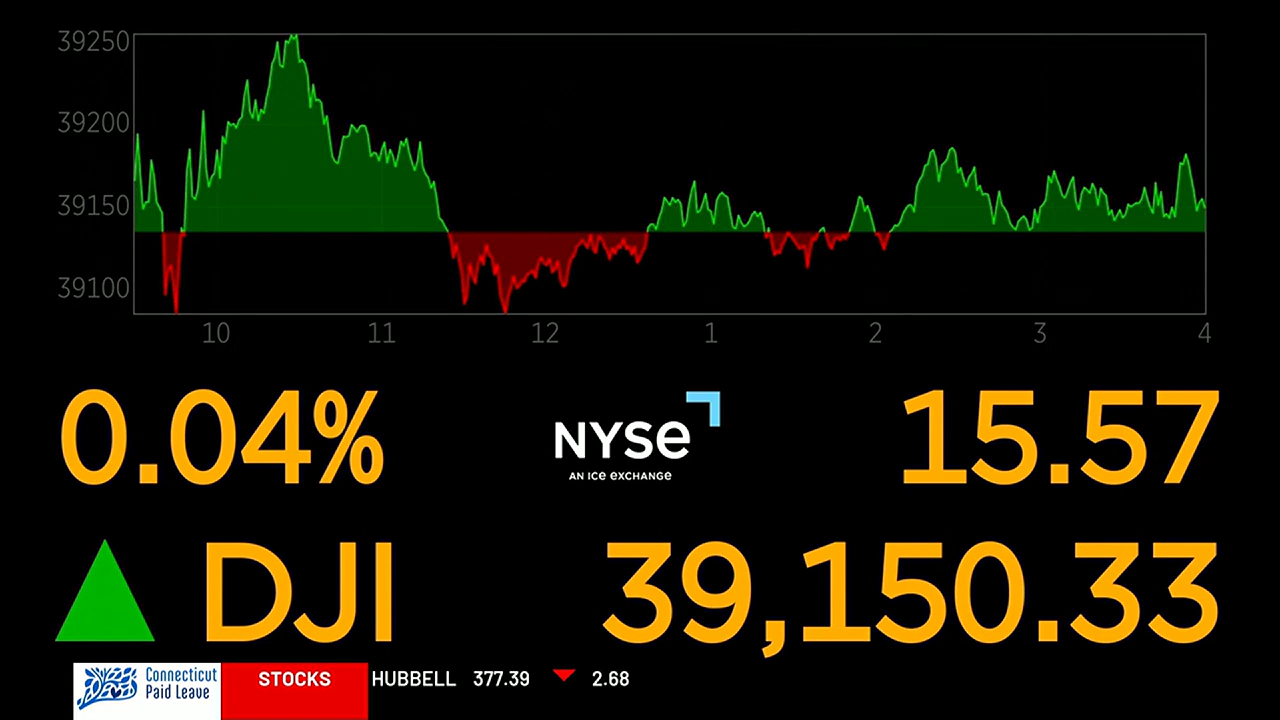 39250
39200
39150
39100
10 11 12 1 2 3 4
0.04% NYSE 15.57
AN ICE EXCHANGE
DJI 39,150.33
Connecticut
Paid Leave
STOCKS HUBBELL 377.39 2.68